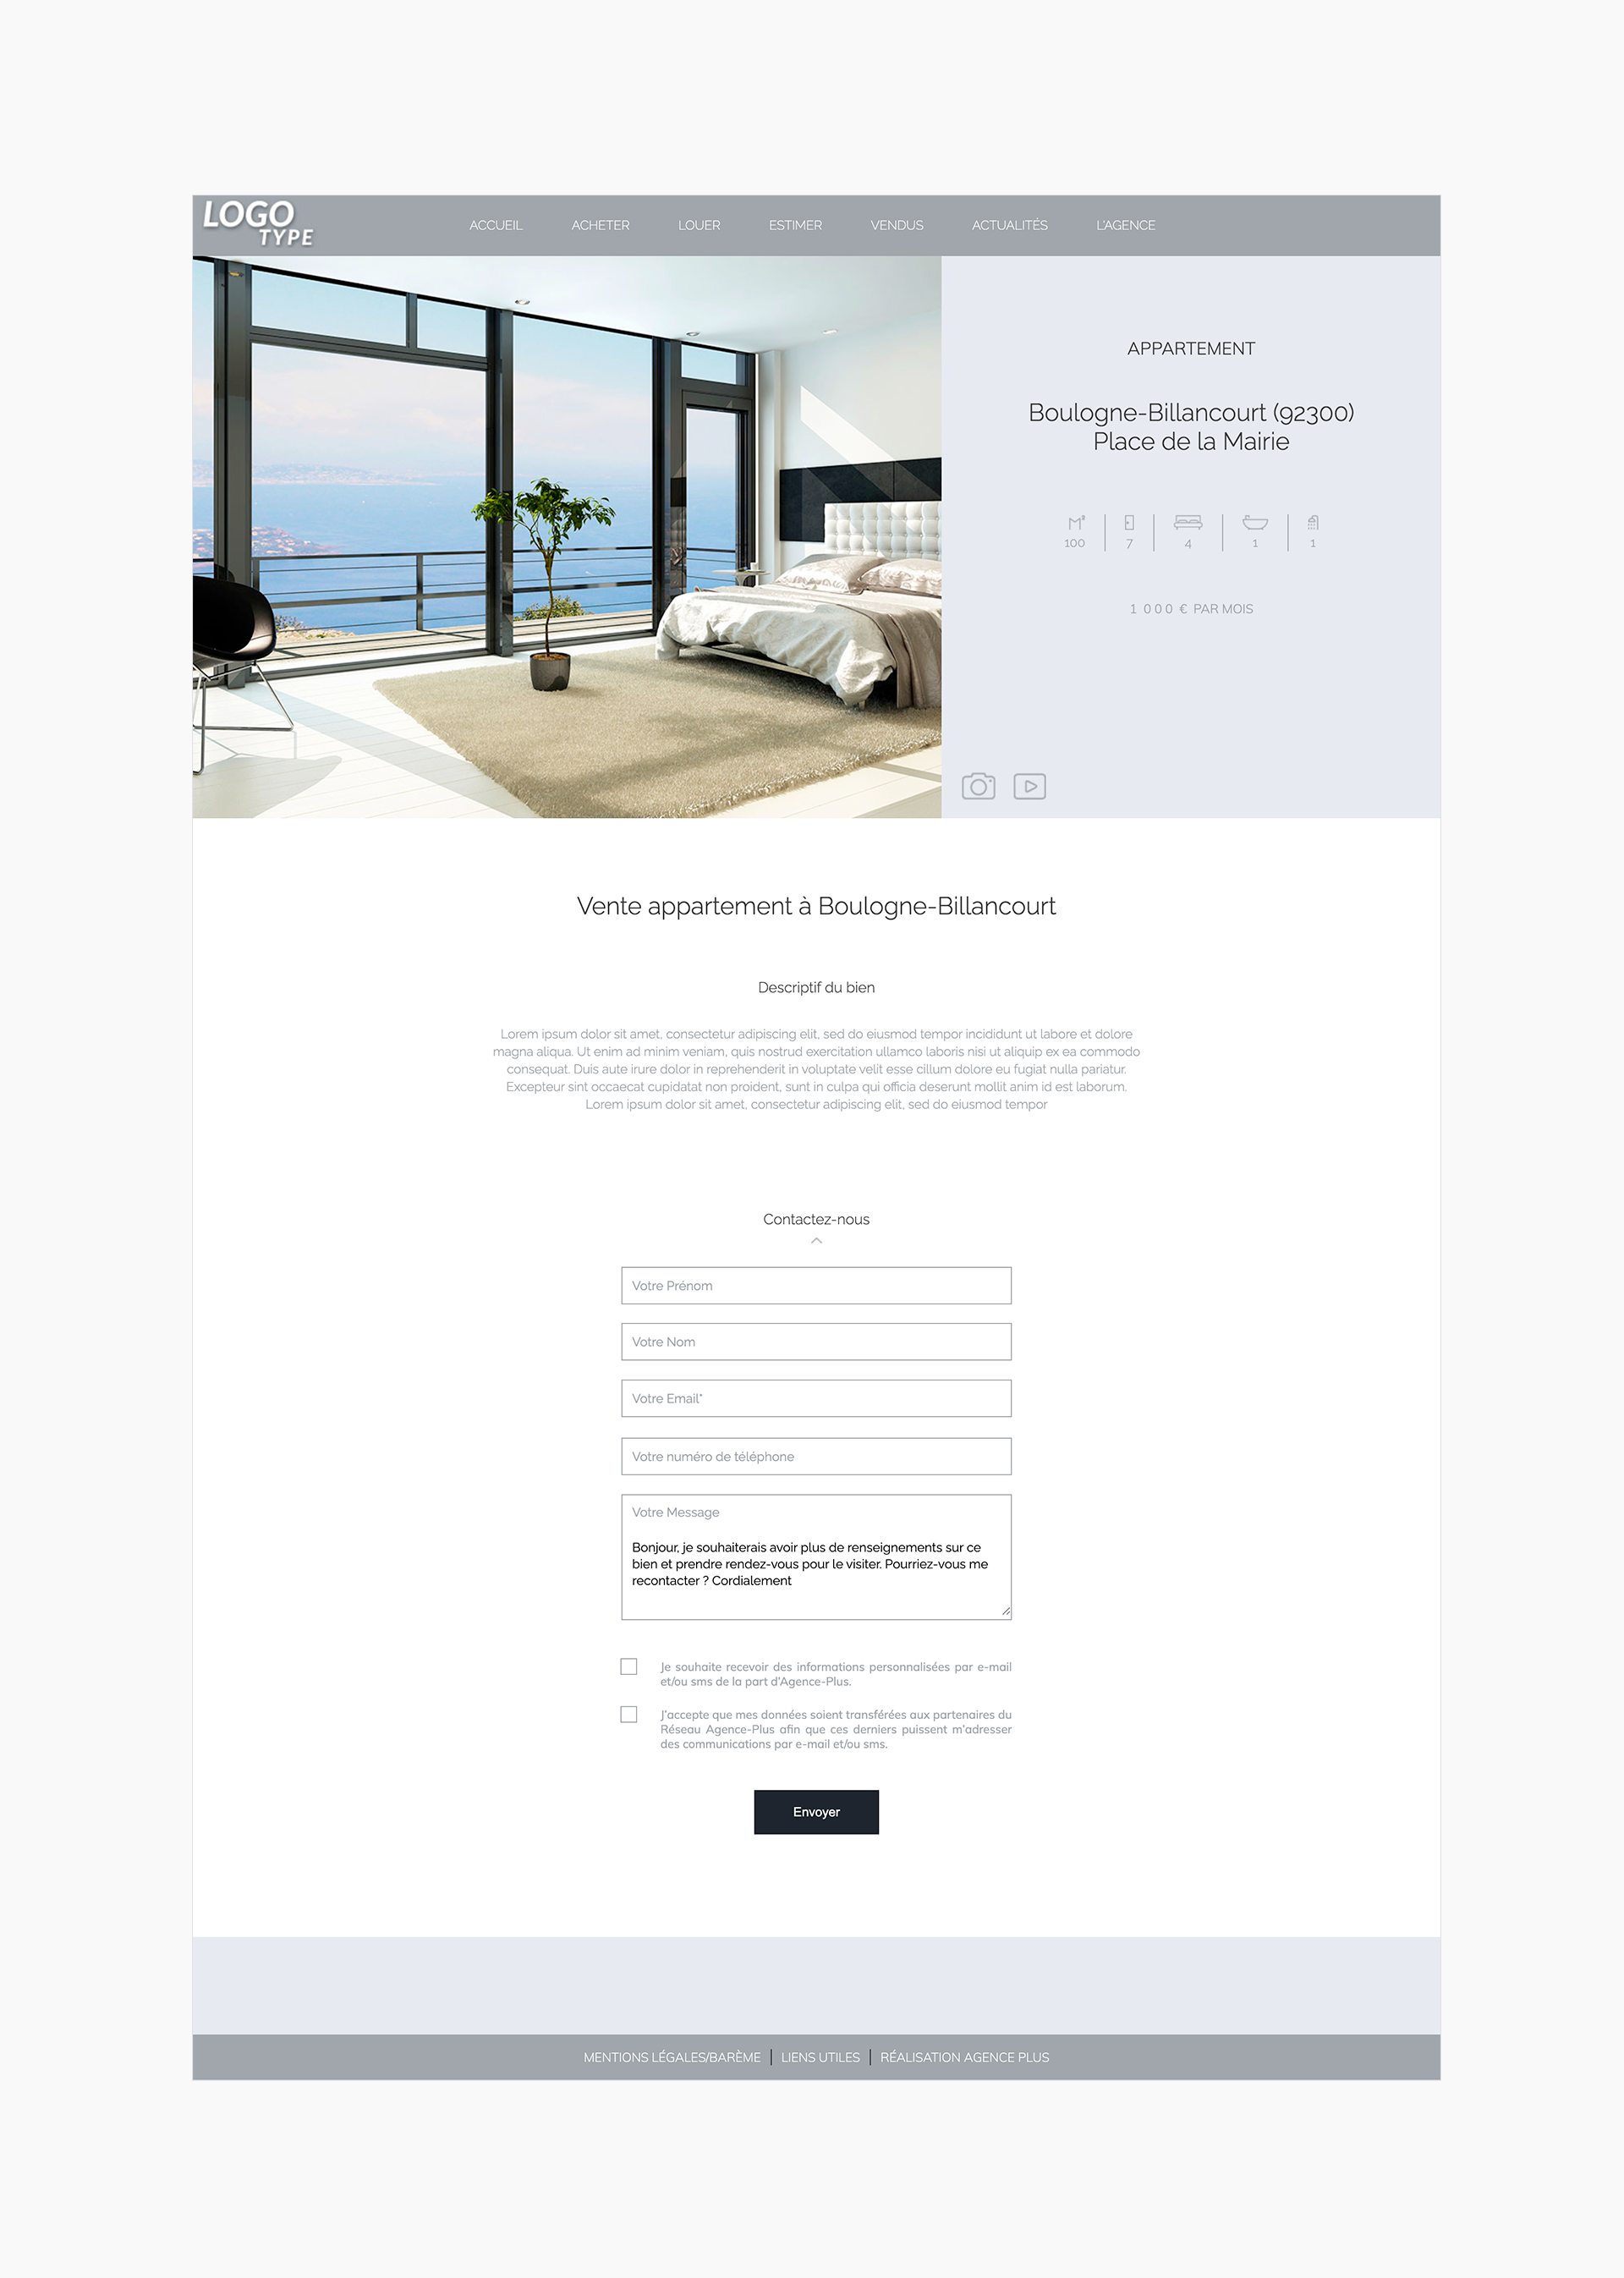 LOGO
TYPE
ACCUEIL ACHETER LOUER ESTIMER VENDUS ACTUALITÉS L'AGENCE
APPARTEMENT
Boulogne-Billancourt (92300)
Place de la Mairie
M²
100 7 4 1 1
1 000 € PAR MOIS
Vente appartement à Boulogne-Billancourt
Descriptif du bien
Lorem ipsum dolor sit amet, consectetur adipiscing elit, sed do eiusmod tempor incididunt ut labore et dolore
magna aliqua. Ut enim ad minim veniam, quis nostrud exercitation ullamco laboris nisi ut aliquip ex ea commodo
consequat. Duis aute irure dolor in reprehenderit in voluptate velit esse cillum dolore eu fugiat nulla pariatur.
Excepteur sint occaecat cupidatat non proident, sunt in culpa qui officia deserunt mollit anim id est laborum.
Lorem ipsum dolor sit amet, consectetur adipiscing elit, sed do eiusmod tempor
Contactez-nous
Votre Prénom
Votre Nom
Votre Email*
Votre numéro de téléphone
Votre Message
Bonjour, je souhaiterais avoir plus de renseignements sur ce
bien et prendre rendez-vous pour le visiter. Pourriez-vous me
recontacter ? Cordialement
Je souhaite recevoir des informations personnalisées par e-mail
et/ou sms de la part d'Agence-Plus.
J'accepte que mes données soient transférées aux partenaires du
Réseau Agence-Plus afin que ces derniers puissent m'adresser
des communications par e-mail et/ou sms.
Envoyer
MENTIONS LÉGALES/BARÈME | LIENS UTILES | RÉALISATION AGENCE PLUS